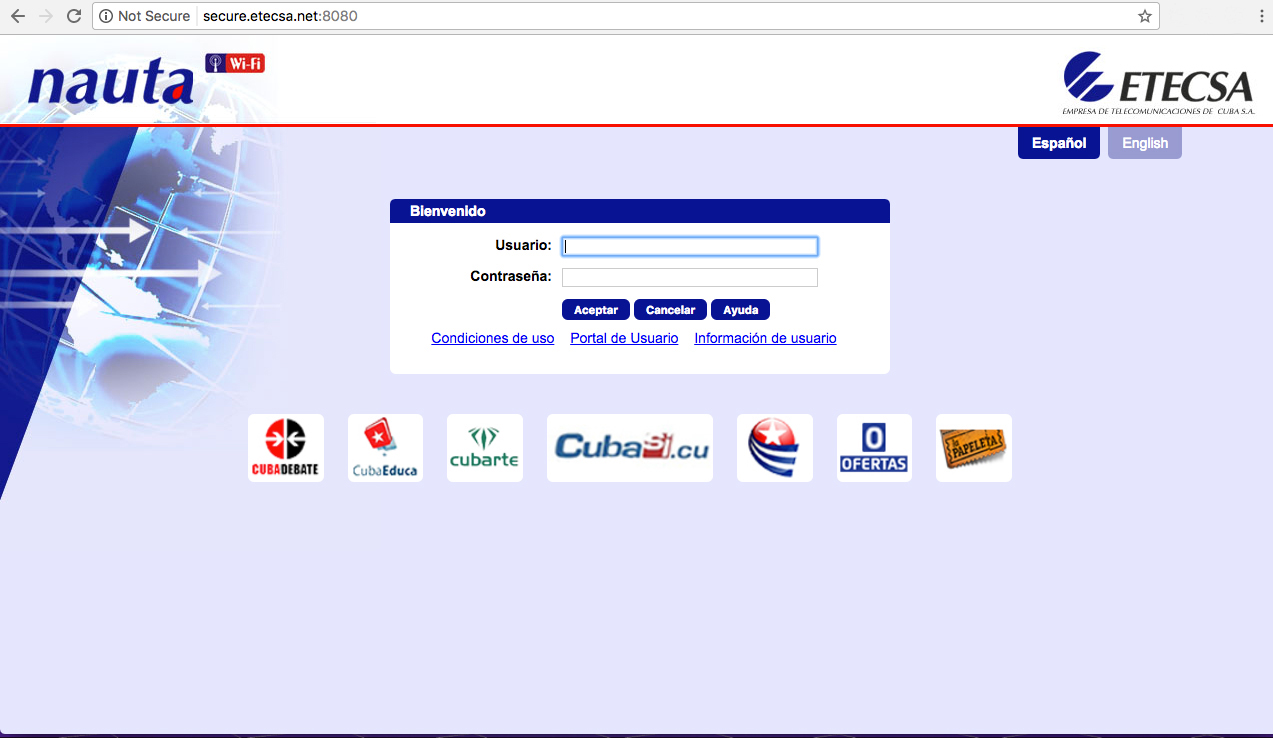 Not Secure secure.etecsa.net:8080
nauta Wi-Fi
ETECSA
EMPRESA DE TELECOMUNICACIONES DE CUBA S.A.
Español English
Bienvenido
Usuario:
Contraseña:
Aceptar Cancelar Ayuda
Condiciones de uso Portal de Usuario Información de usuario
CUBADEBATE
CubaEduca
cubarte
CubaSi.cu
OFERTAS
la PAPELETA